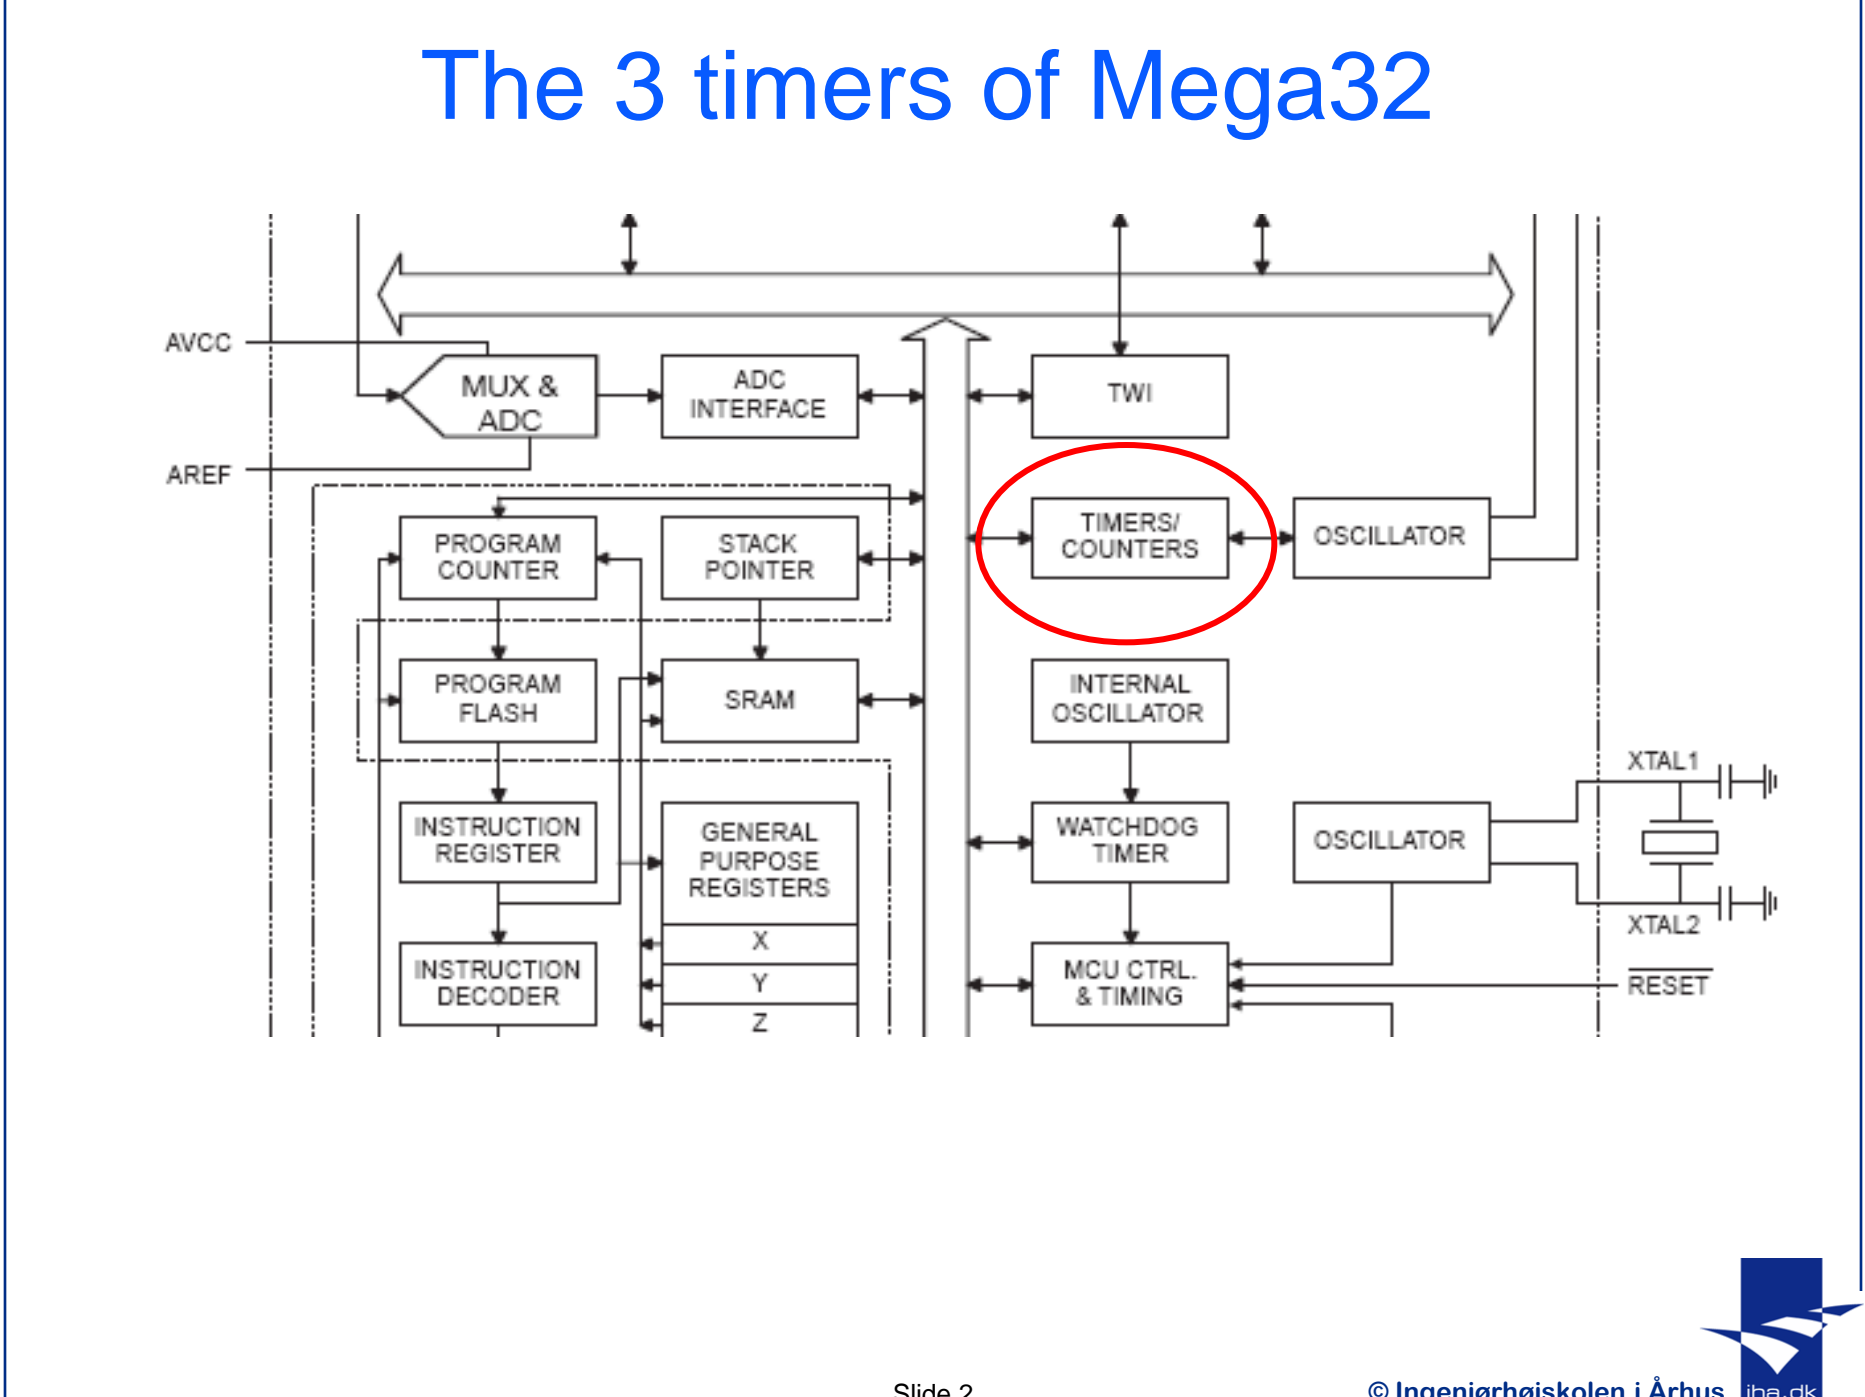 The 3 timers of Mega32
AVCC
MUX &
ADC
ADC
INTERFACE
TWI
AREF
PROGRAM
COUNTER
STACK
POINTER
TIMERS/
COUNTERS
OSCILLATOR
PROGRAM
FLASH
SRAM
INTERNAL
OSCILLATOR
XTAL1
INSTRUCTION
REGISTER
GENERAL
PURPOSE
REGISTERS
WATCHDOG
TIMER
OSCILLATOR
XTAL2
X
INSTRUCTION
DECODER
Y
MCU CTRL.
& TIMING
RESET
Z
Slide 2
© Ingeniørhøjskolen i Århus
iha.dk